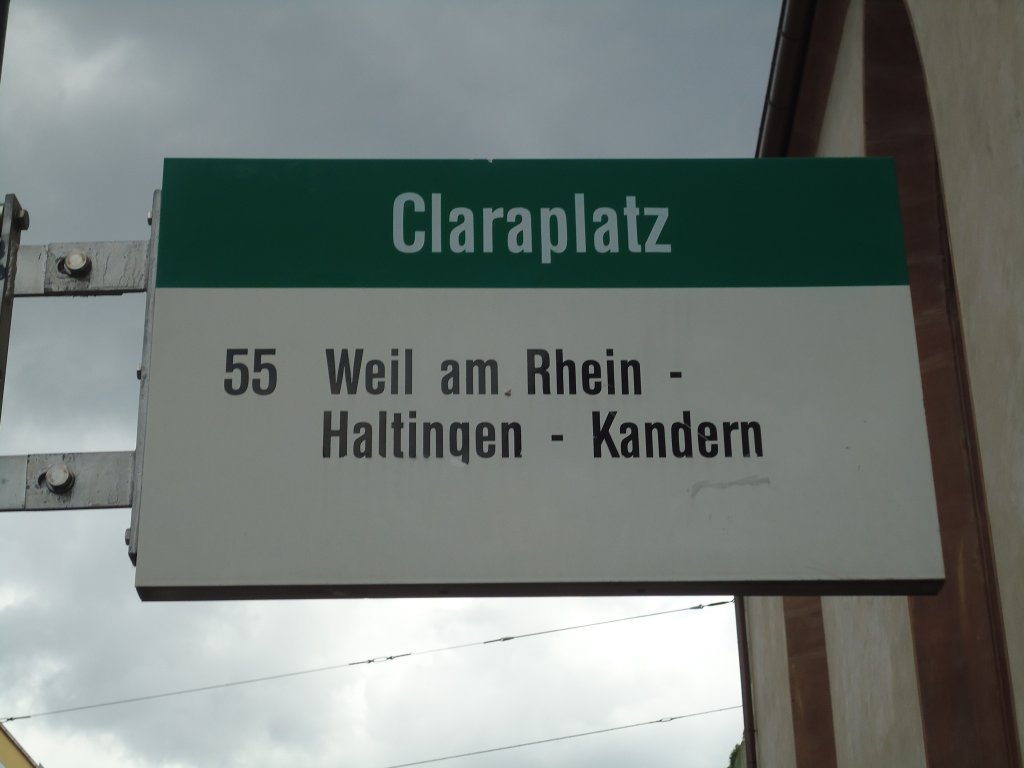 Claraplatz
55 Weil am Rhein -
Haltingen - Kandern